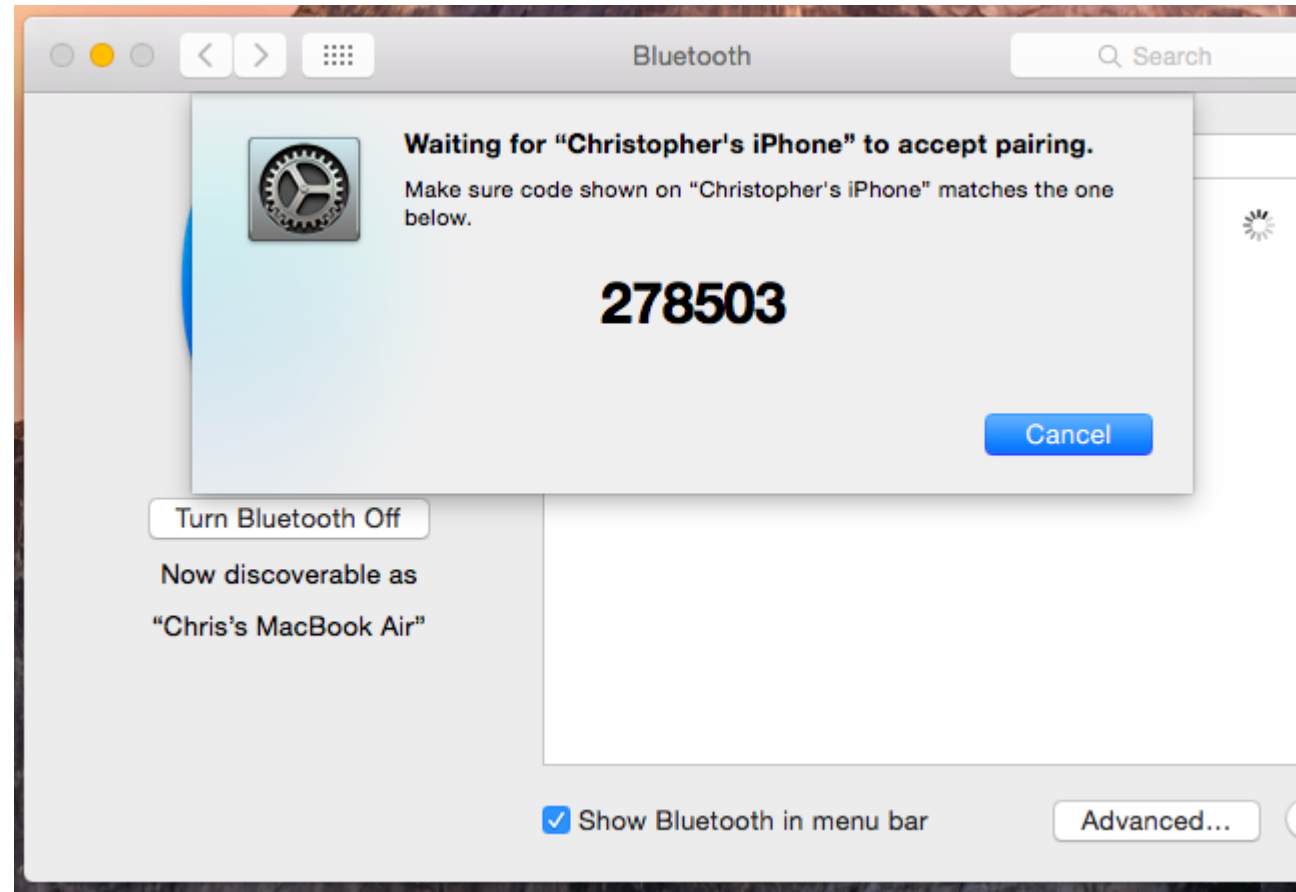 Bluetooth
Search
Waiting for “Christopher's iPhone” to accept pairing.
Make sure code shown on “Christopher's iPhone” matches the one
below.
278503
Cancel
Turn Bluetooth Off
Now discoverable as
“Chris’s MacBook Air”
Show Bluetooth in menu bar
Advanced...